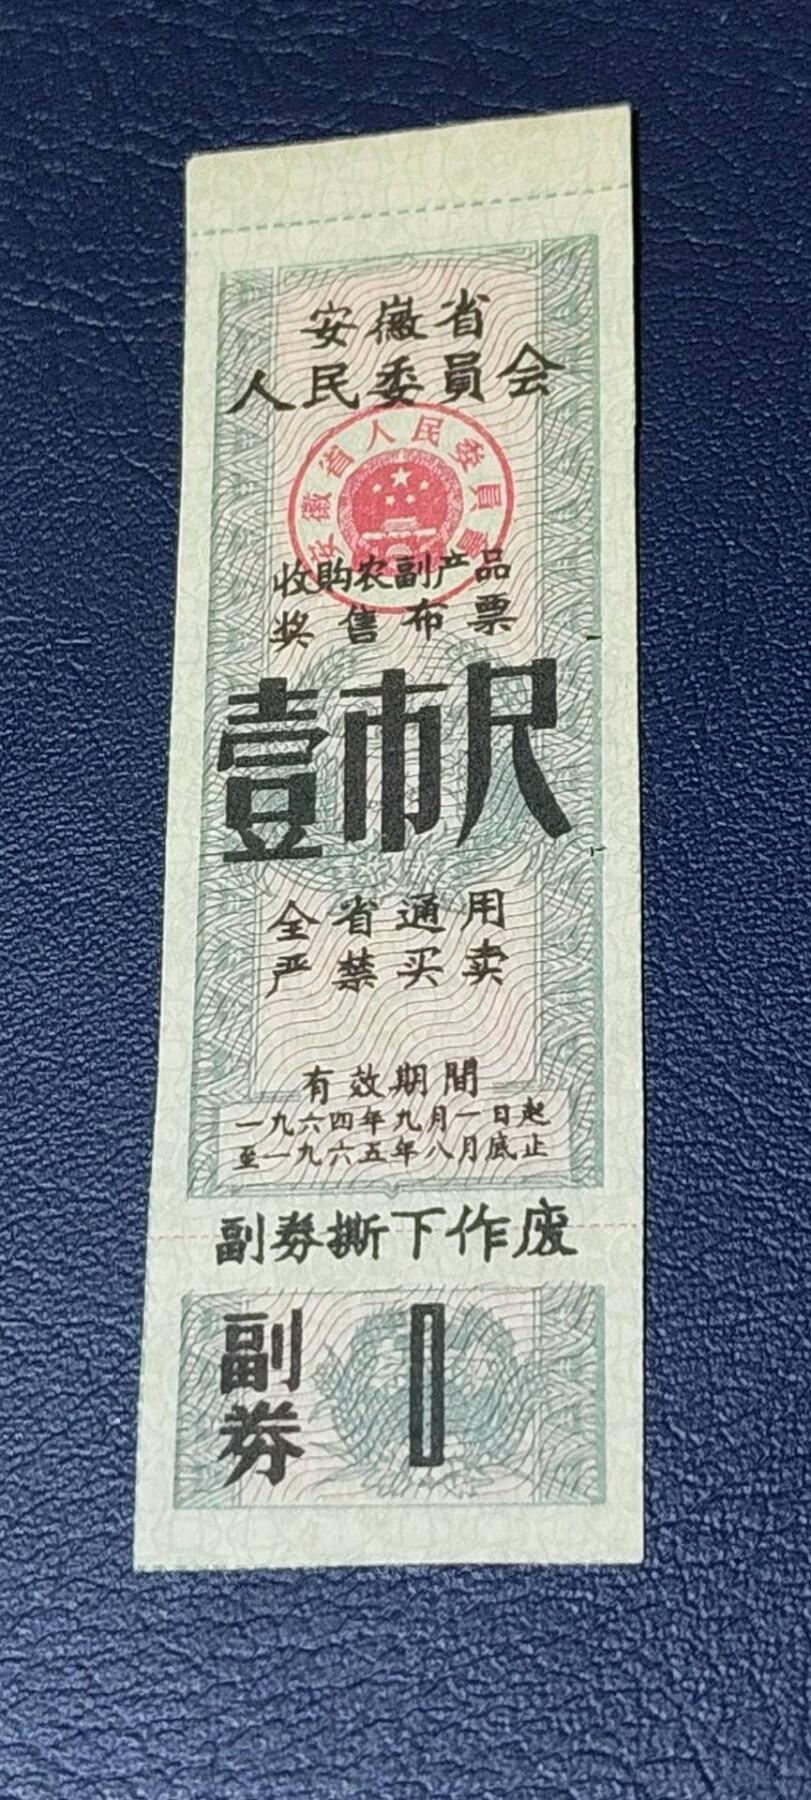 安徽省
人民委員会
安徽省人民委員會
收购农副产品
奖售布票
壹市尺
全省通用
严禁买卖
有效期間
一九六四年九月一日起
至一九六五年八月底止
副券撕下作废
副券
1